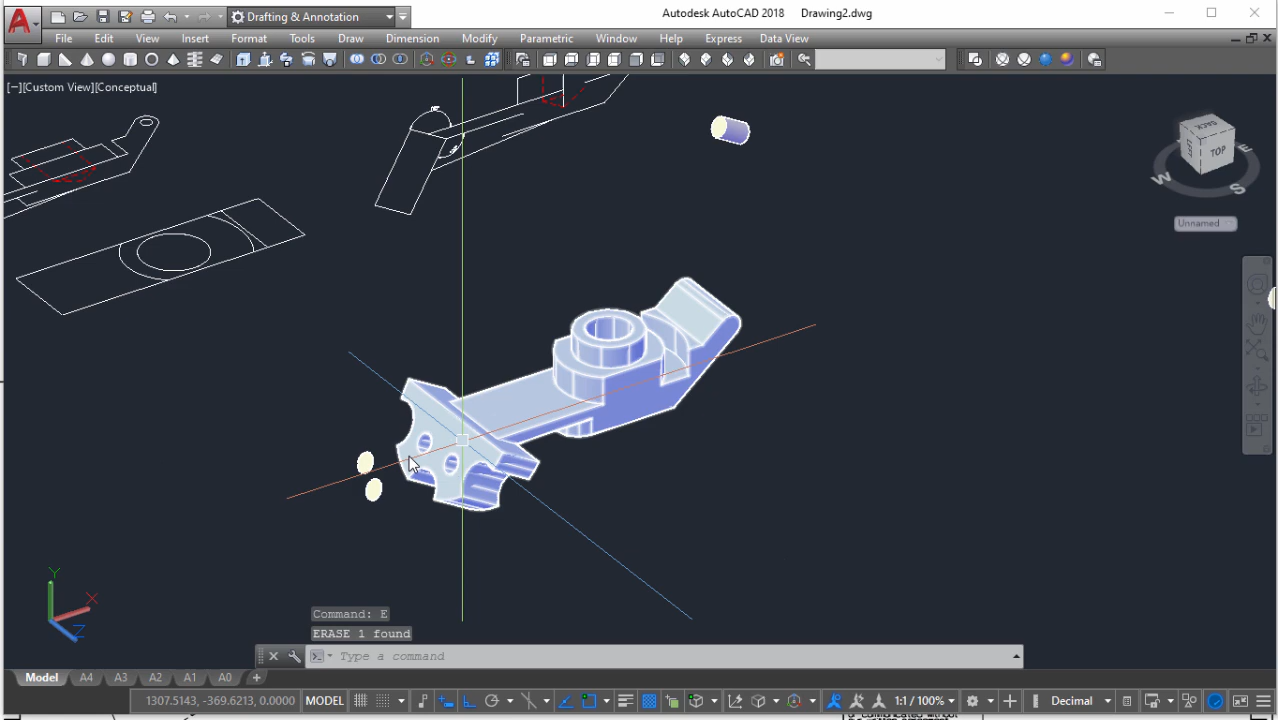 Drafting & Annotation
Autodesk AutoCAD 2018 Drawing2.dwg
File Edit View Insert Format Tools Draw Dimension Modify Parametric Window Help Express Data View
[−][Custom View][Conceptual]
BACK
LEFT
TOP
W
E
S
Unnamed
Y
X
Z
Command: E
ERASE 1 found
Type a command
Model A4 A3 A2 A1 A0
1307.5143, -369.6213, 0.0000 MODEL 1:1 / 100% Decimal